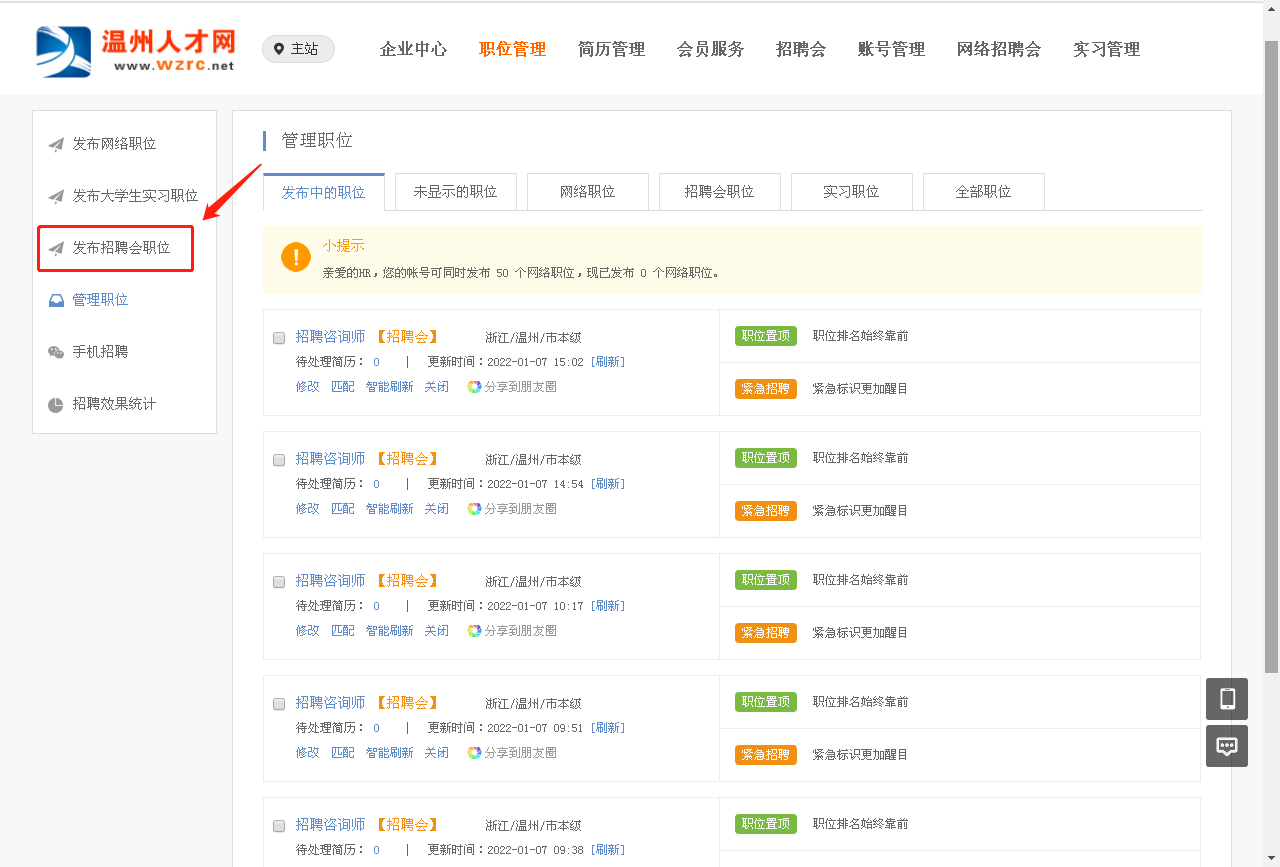 温州人才网
www.wzrc.net
主站
企业中心 职位管理 简历管理 会员服务 招聘会 账号管理 网络招聘会 实习管理
发布网络职位
发布大学生实习职位
发布招聘会职位
管理职位
手机招聘
招聘效果统计
管理职位
发布中的职位 未显示的职位 网络职位 招聘会职位 实习职位 全部职位
小提示
亲爱的HR，您的帐号可同时发布 50 个网络职位，现已发布 0 个网络职位。
招聘咨询师 【招聘会】 浙江/温州/市本级
待处理简历： 0 | 更新时间：2022-01-07 15:02 [刷新]
修改 匹配 智能刷新 关闭 分享到朋友圈
职位置顶 职位排名始终靠前
紧急招聘 紧急标识更加醒目
招聘咨询师 【招聘会】 浙江/温州/市本级
待处理简历： 0 | 更新时间：2022-01-07 14:54 [刷新]
修改 匹配 智能刷新 关闭 分享到朋友圈
职位置顶 职位排名始终靠前
紧急招聘 紧急标识更加醒目
招聘咨询师 【招聘会】 浙江/温州/市本级
待处理简历： 0 | 更新时间：2022-01-07 10:17 [刷新]
修改 匹配 智能刷新 关闭 分享到朋友圈
职位置顶 职位排名始终靠前
紧急招聘 紧急标识更加醒目
招聘咨询师 【招聘会】 浙江/温州/市本级
待处理简历： 0 | 更新时间：2022-01-07 09:51 [刷新]
修改 匹配 智能刷新 关闭 分享到朋友圈
职位置顶 职位排名始终靠前
紧急招聘 紧急标识更加醒目
招聘咨询师 【招聘会】 浙江/温州/市本级
待处理简历： 0 | 更新时间：2022-01-07 09:38 [刷新]
职位置顶 职位排名始终靠前